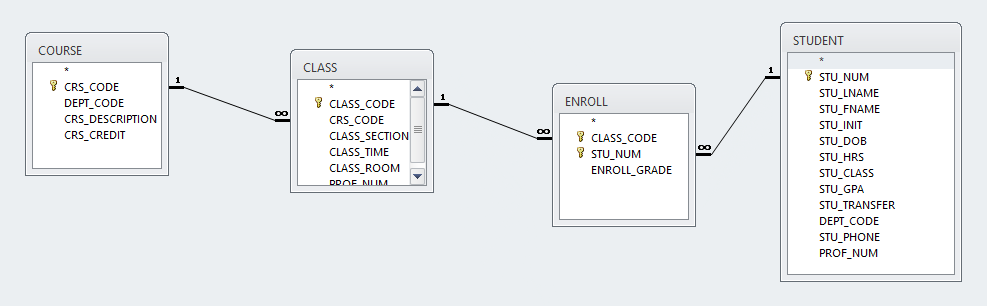 COURSE
*
CRS_CODE
DEPT_CODE
CRS_DESCRIPTION
CRS_CREDIT
1
∞
CLASS
*
CLASS_CODE
CRS_CODE
CLASS_SECTION
CLASS_TIME
CLASS_ROOM
PROF_NUM
1
∞
ENROLL
*
CLASS_CODE
STU_NUM
ENROLL_GRADE
∞
1
STUDENT
*
STU_NUM
STU_LNAME
STU_FNAME
STU_INIT
STU_DOB
STU_HRS
STU_CLASS
STU_GPA
STU_TRANSFER
DEPT_CODE
STU_PHONE
PROF_NUM